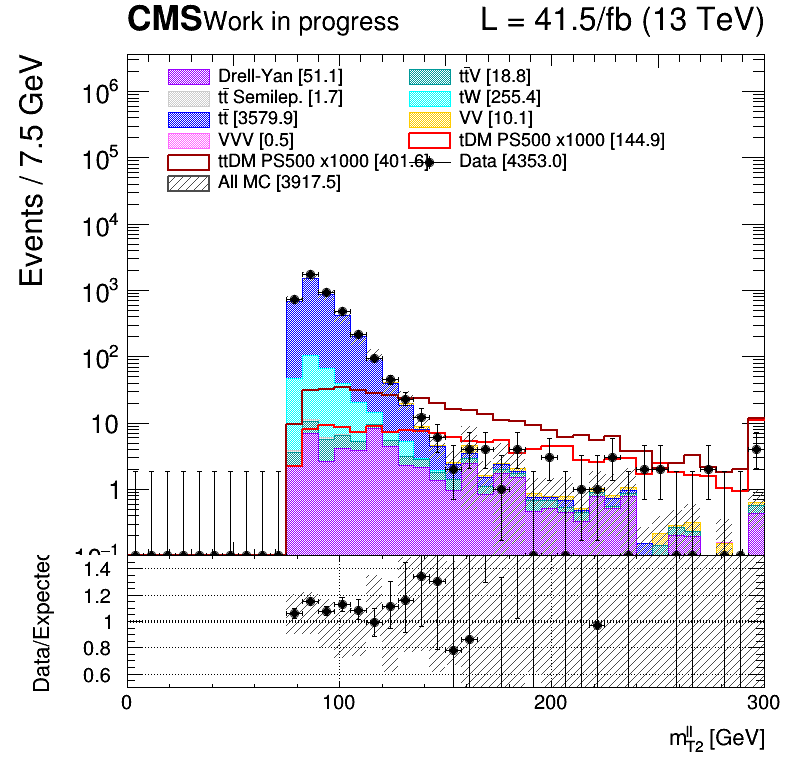 CMS Work in progress L = 41.5/fb (13 TeV)
Events / 7.5 GeV
Drell-Yan [51.1] tt̄V [18.8]
tt̄ Semilep. [1.7] tW [255.4]
tt̄ [3579.9] VV [10.1]
VVV [0.5] tDM PS500 x1000 [144.9]
ttDM PS500 x1000 [401.6] Data [4353.0]
All MC [3917.5]
10⁶
10⁵
10⁴
10³
10²
10
1
10⁻¹
Data/Expected
1.4
1.2
1
0.8
0.6
0 100 200 300
m^ll_T2 [GeV]